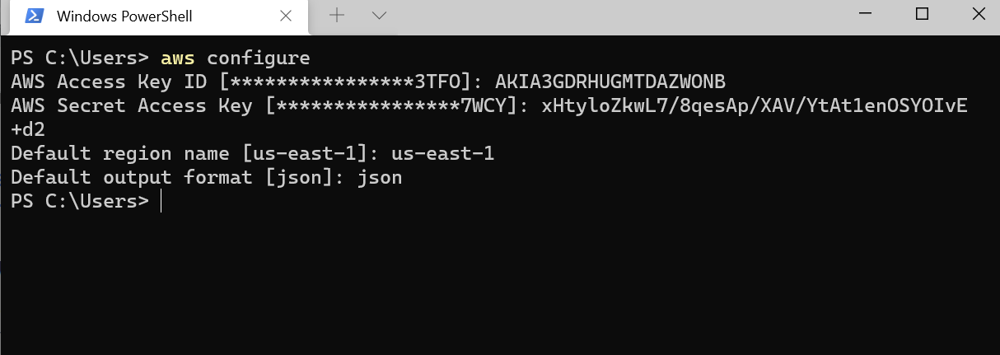 Windows PowerShell
PS C:\Users> aws configure
AWS Access Key ID [****************3TFO]: AKIA3GDRHUGMTDAZWONB
AWS Secret Access Key [****************7WCY]: xHtyloZkwL7/8qesAp/XAV/YtAt1enOSYOIvE
+d2
Default region name [us-east-1]: us-east-1
Default output format [json]: json
PS C:\Users>